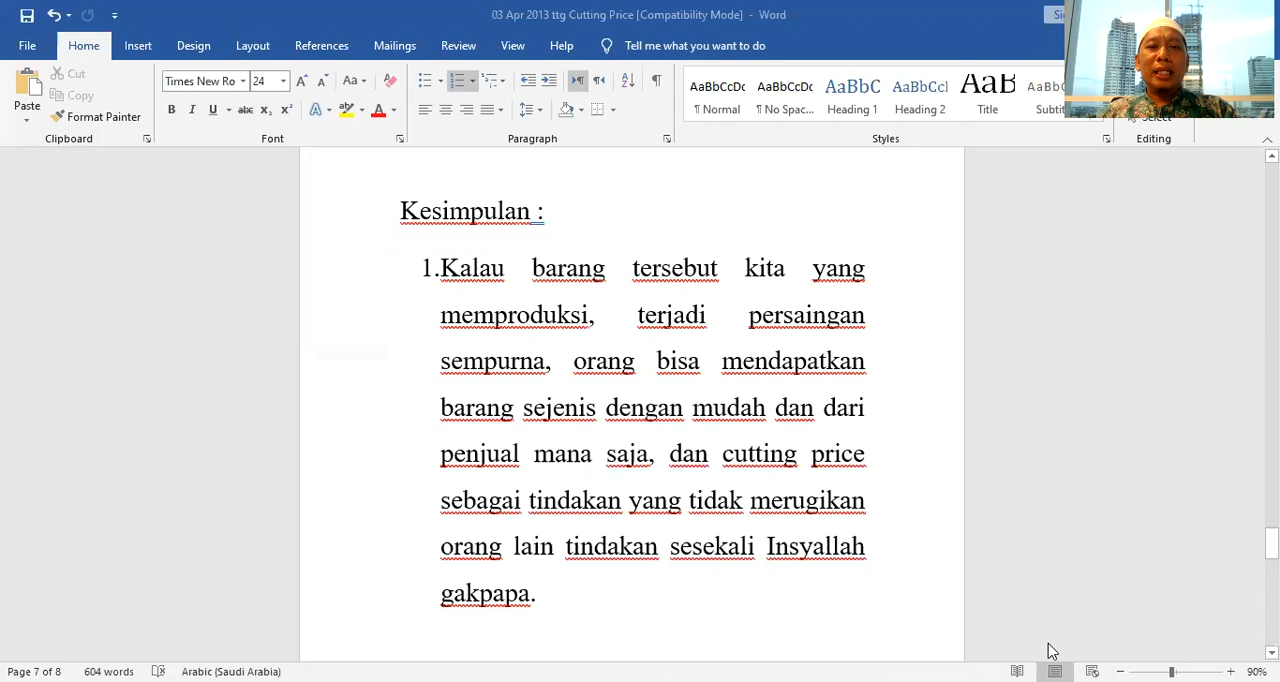 03 Apr 2013 ttg Cutting Price [Compatibility Mode] - Word
File Home Insert Design Layout References Mailings Review View Help Tell me what you want to do
Paste
Cut
Copy
Format Painter
Clipboard
Times New Ro 24
Font
Paragraph
AaBbCcDc AaBbCcDc AaBbC AaBbCcl AaB
¶ Normal ¶ No Spac... Heading 1 Heading 2 Title
Styles
Editing
Kesimpulan :
1.Kalau barang tersebut kita yang
memproduksi, terjadi persaingan
sempurna, orang bisa mendapatkan
barang sejenis dengan mudah dan dari
penjual mana saja, dan cutting price
sebagai tindakan yang tidak merugikan
orang lain tindakan sesekali Insyallah
gakpapa.
Page 7 of 8 604 words Arabic (Saudi Arabia) 90%